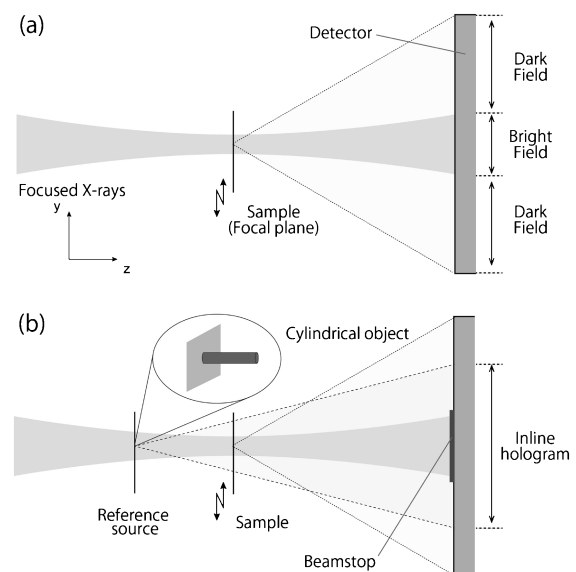 (a)
Detector
Dark
Field
Bright
Field
Focused X-rays
y
z
Sample
(Focal plane)
Dark
Field
(b)
Cylindrical object
Inline
hologram
Reference
source
Sample
Beamstop